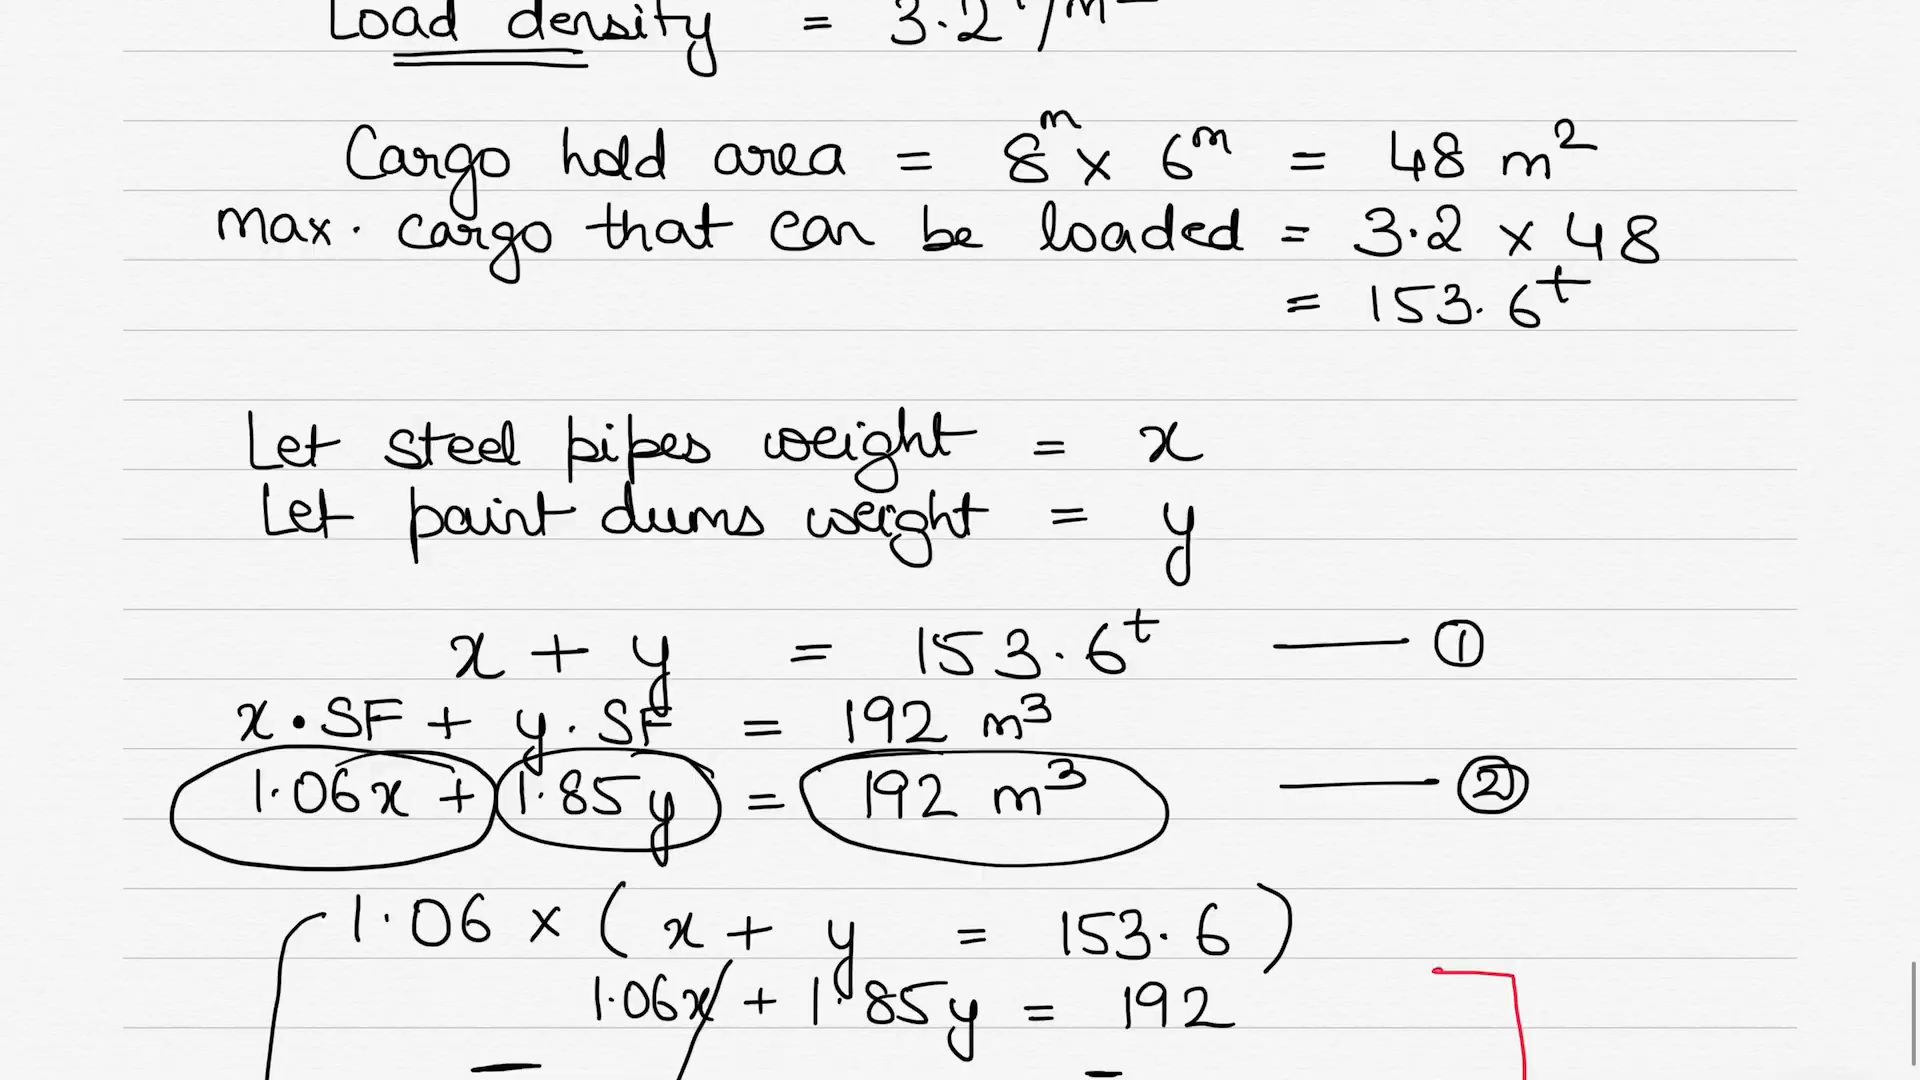 Load density = 3.2 t/m²
Cargo hold area = 8m x 6m = 48 m²
max. cargo that can be loaded = 3.2 x 48
= 153.6t
Let steel pipes weight = x
Let paint dums weight = y
x + y = 153.6t — ①
x . SF + y . SF = 192 m³
1.06x + 1.85y = 192 m³ — ②
1.06 x ( x + y = 153.6 )
1.06x + 1.85y = 192